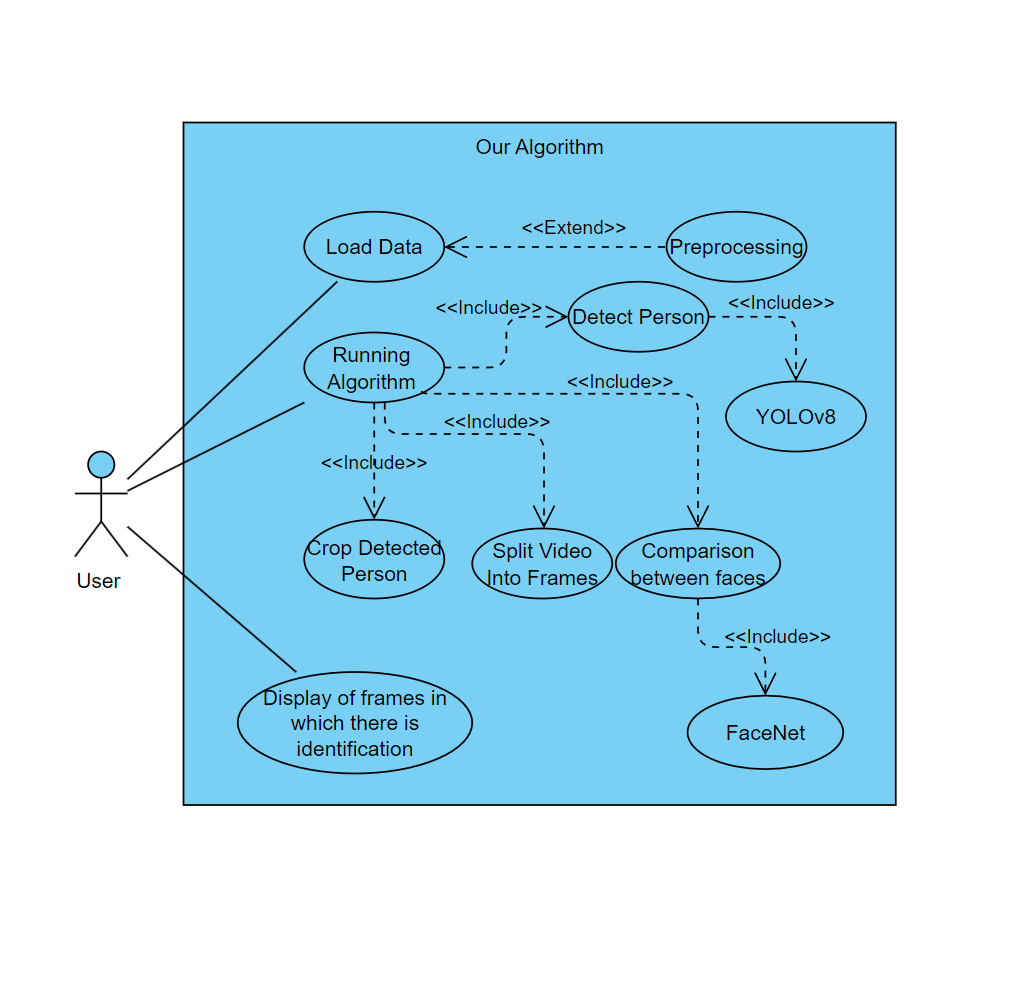 Our Algorithm
<<Extend>>
Load Data
Preprocessing
<<Include>>
<<Include>>
Detect Person
Running
Algorithm
<<Include>>
YOLOv8
<<Include>>
<<Include>>
Crop Detected
Person
Split Video
Into Frames
Comparison
between faces
User
<<Include>>
Display of frames in
which there is
identification
FaceNet